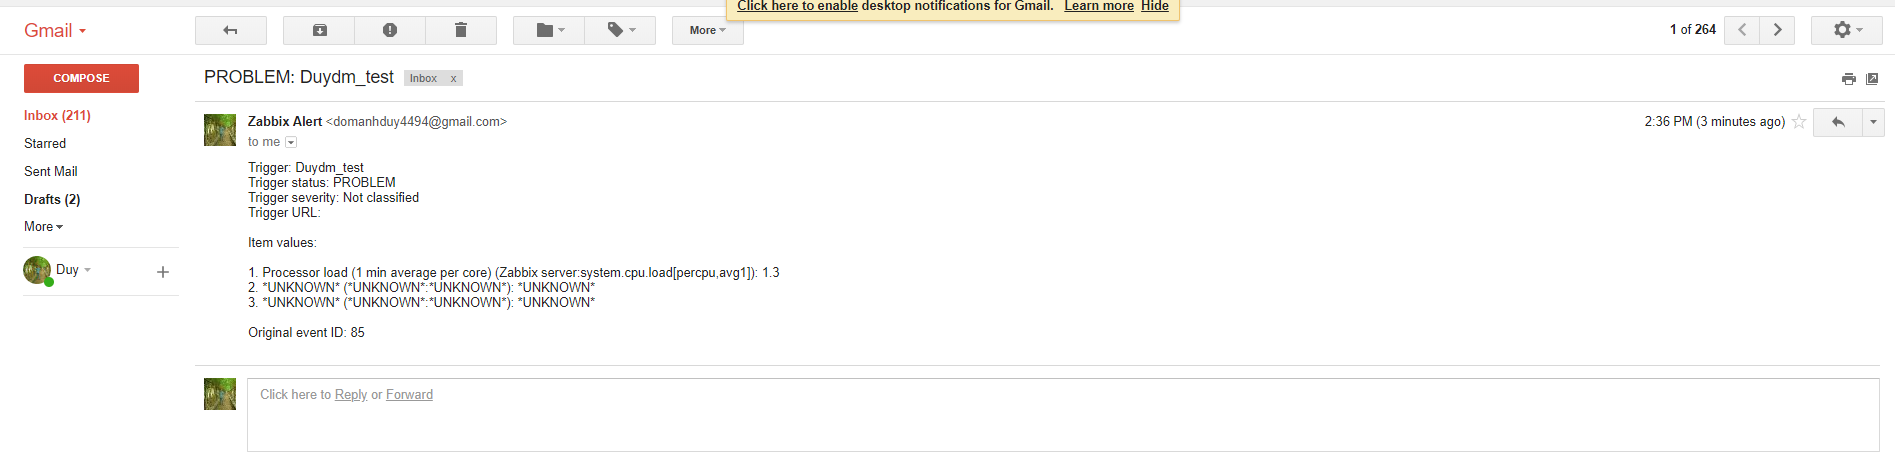 Click here to enable desktop notifications for Gmail. Learn more Hide
Gmail
More
1 of 264
COMPOSE
PROBLEM: Duydm_test Inbox x
Inbox (211)
Starred
Sent Mail
Drafts (2)
More
Duy
Zabbix Alert <domanhduy4494@gmail.com>
2:36 PM (3 minutes ago)
to me
Trigger: Duydm_test
Trigger status: PROBLEM
Trigger severity: Not classified
Trigger URL:
Item values:
1. Processor load (1 min average per core) (Zabbix server:system.cpu.load[percpu,avg1]): 1.3
2. *UNKNOWN* (*UNKNOWN*:*UNKNOWN*): *UNKNOWN*
3. *UNKNOWN* (*UNKNOWN*:*UNKNOWN*): *UNKNOWN*
Original event ID: 85
Click here to Reply or Forward